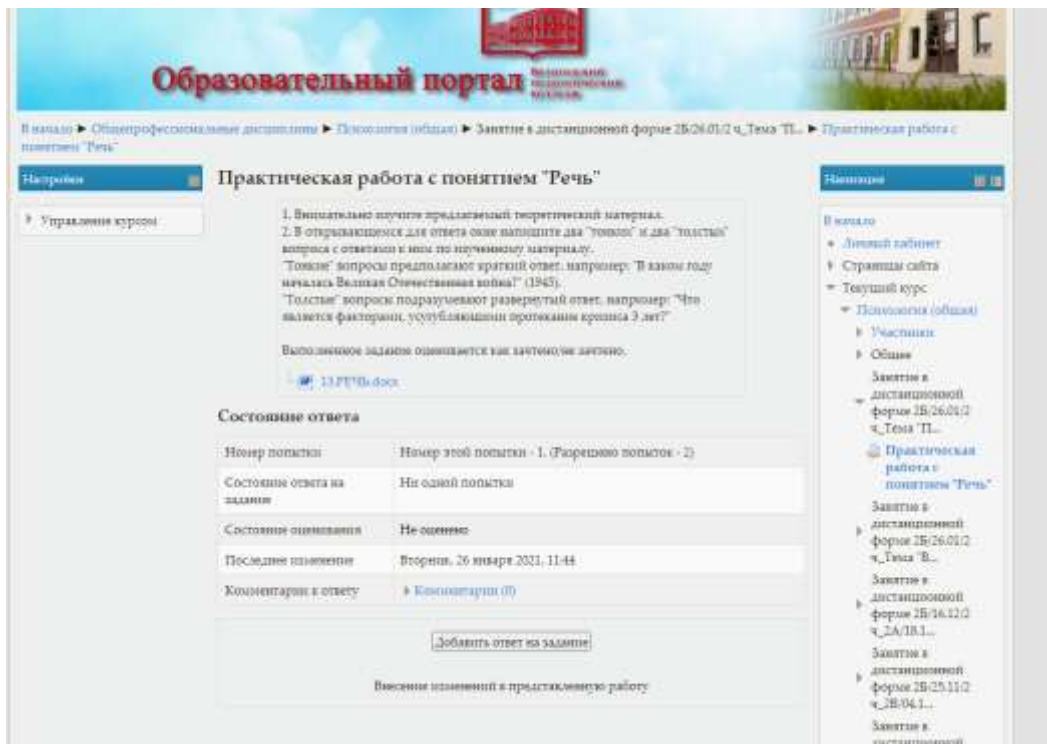 Образовательный портал
В начало ► Общепрофессиональные дисциплины ► Психология (общая) ► Занятие в дистанционной форме 2Б/26.01/2 ч_Тема "П... ► Практическая работа с
понятием "Речь"
Настройки
Управление курсом
Практическая работа с понятием "Речь"
1. Внимательно изучите предлагаемый теоретический материал.
2. В открывающемся для ответа окне напишите два "тонких" и два "толстых"
вопроса с ответами к ним по изученному материалу.
"Тонкие" вопросы предполагают краткий ответ, например: "В каком году
началась Великая Отечественная война?" (1945).
"Толстые" вопросы подразумевают развернутый ответ, например: "Что
является факторами, усугубляющими протекание кризиса 3 лет?"
Выполненное задание оценивается как зачтено/не зачтено.
13.РЕЧЬ.docx
Состояние ответа
Номер попытки Номер этой попытки - 1. (Разрешено попыток - 2)
Состояние ответа на Ни одной попытки
задание
Состояние оценивания Не оценено
Последнее изменение Вторник, 26 января 2021, 11:44
Комментарии к ответу Комментарии (0)
Добавить ответ на задание
Внесение изменений в представленную работу
Навигация
В начало
Личный кабинет
Страницы сайта
Текущий курс
Психология (общая)
Участники
Общее
Занятие в
дистанционной
форме 2Б/26.01/2
ч_Тема "П...
Практическая
работа с
понятием "Речь"
Занятие в
дистанционной
форме 2Б/26.01/2
ч_Тема "В...
Занятие в
дистанционной
форме 2Б/16.12/2
ч_2А/18.1...
Занятие в
дистанционной
форме 2Б/25.11/2
ч_2В/04.1...
Занятие в
дистанционной